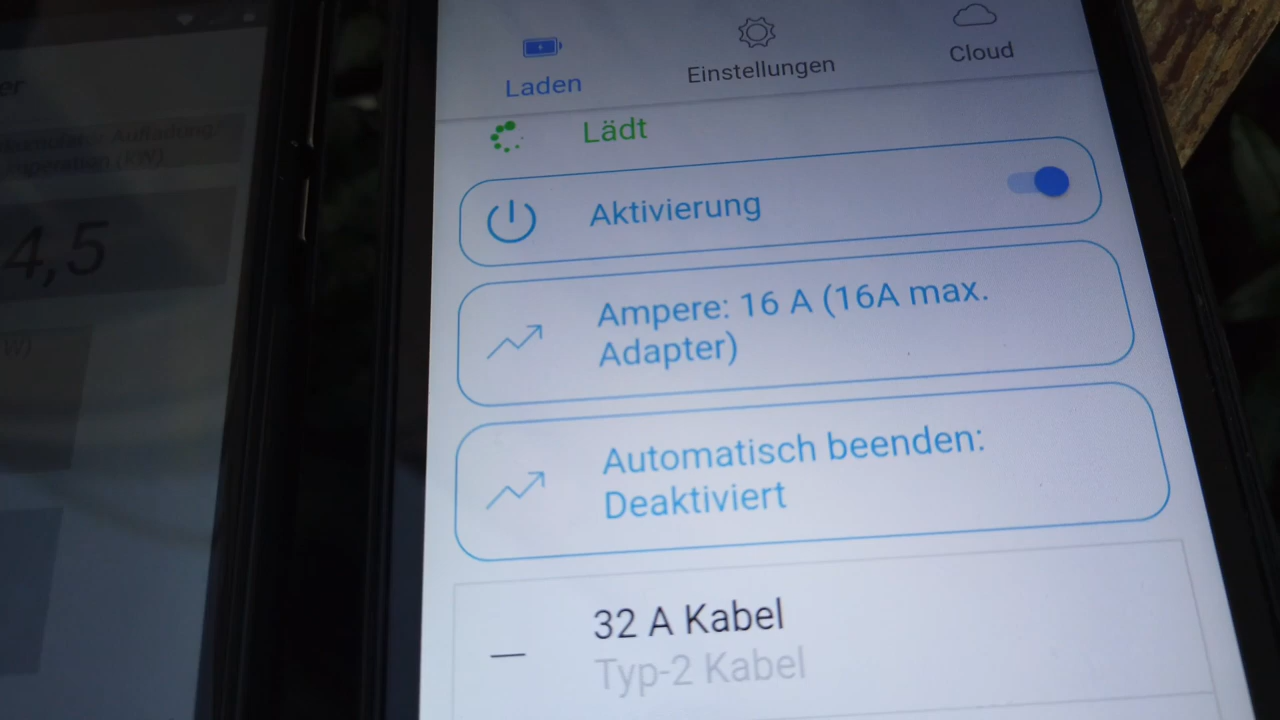 Laden
Einstellungen
Cloud
Lädt
Aktivierung
Ampere: 16 A (16A max.
Adapter)
Automatisch beenden:
Deaktiviert
32 A Kabel
Typ-2 Kabel
er
4,5
W)